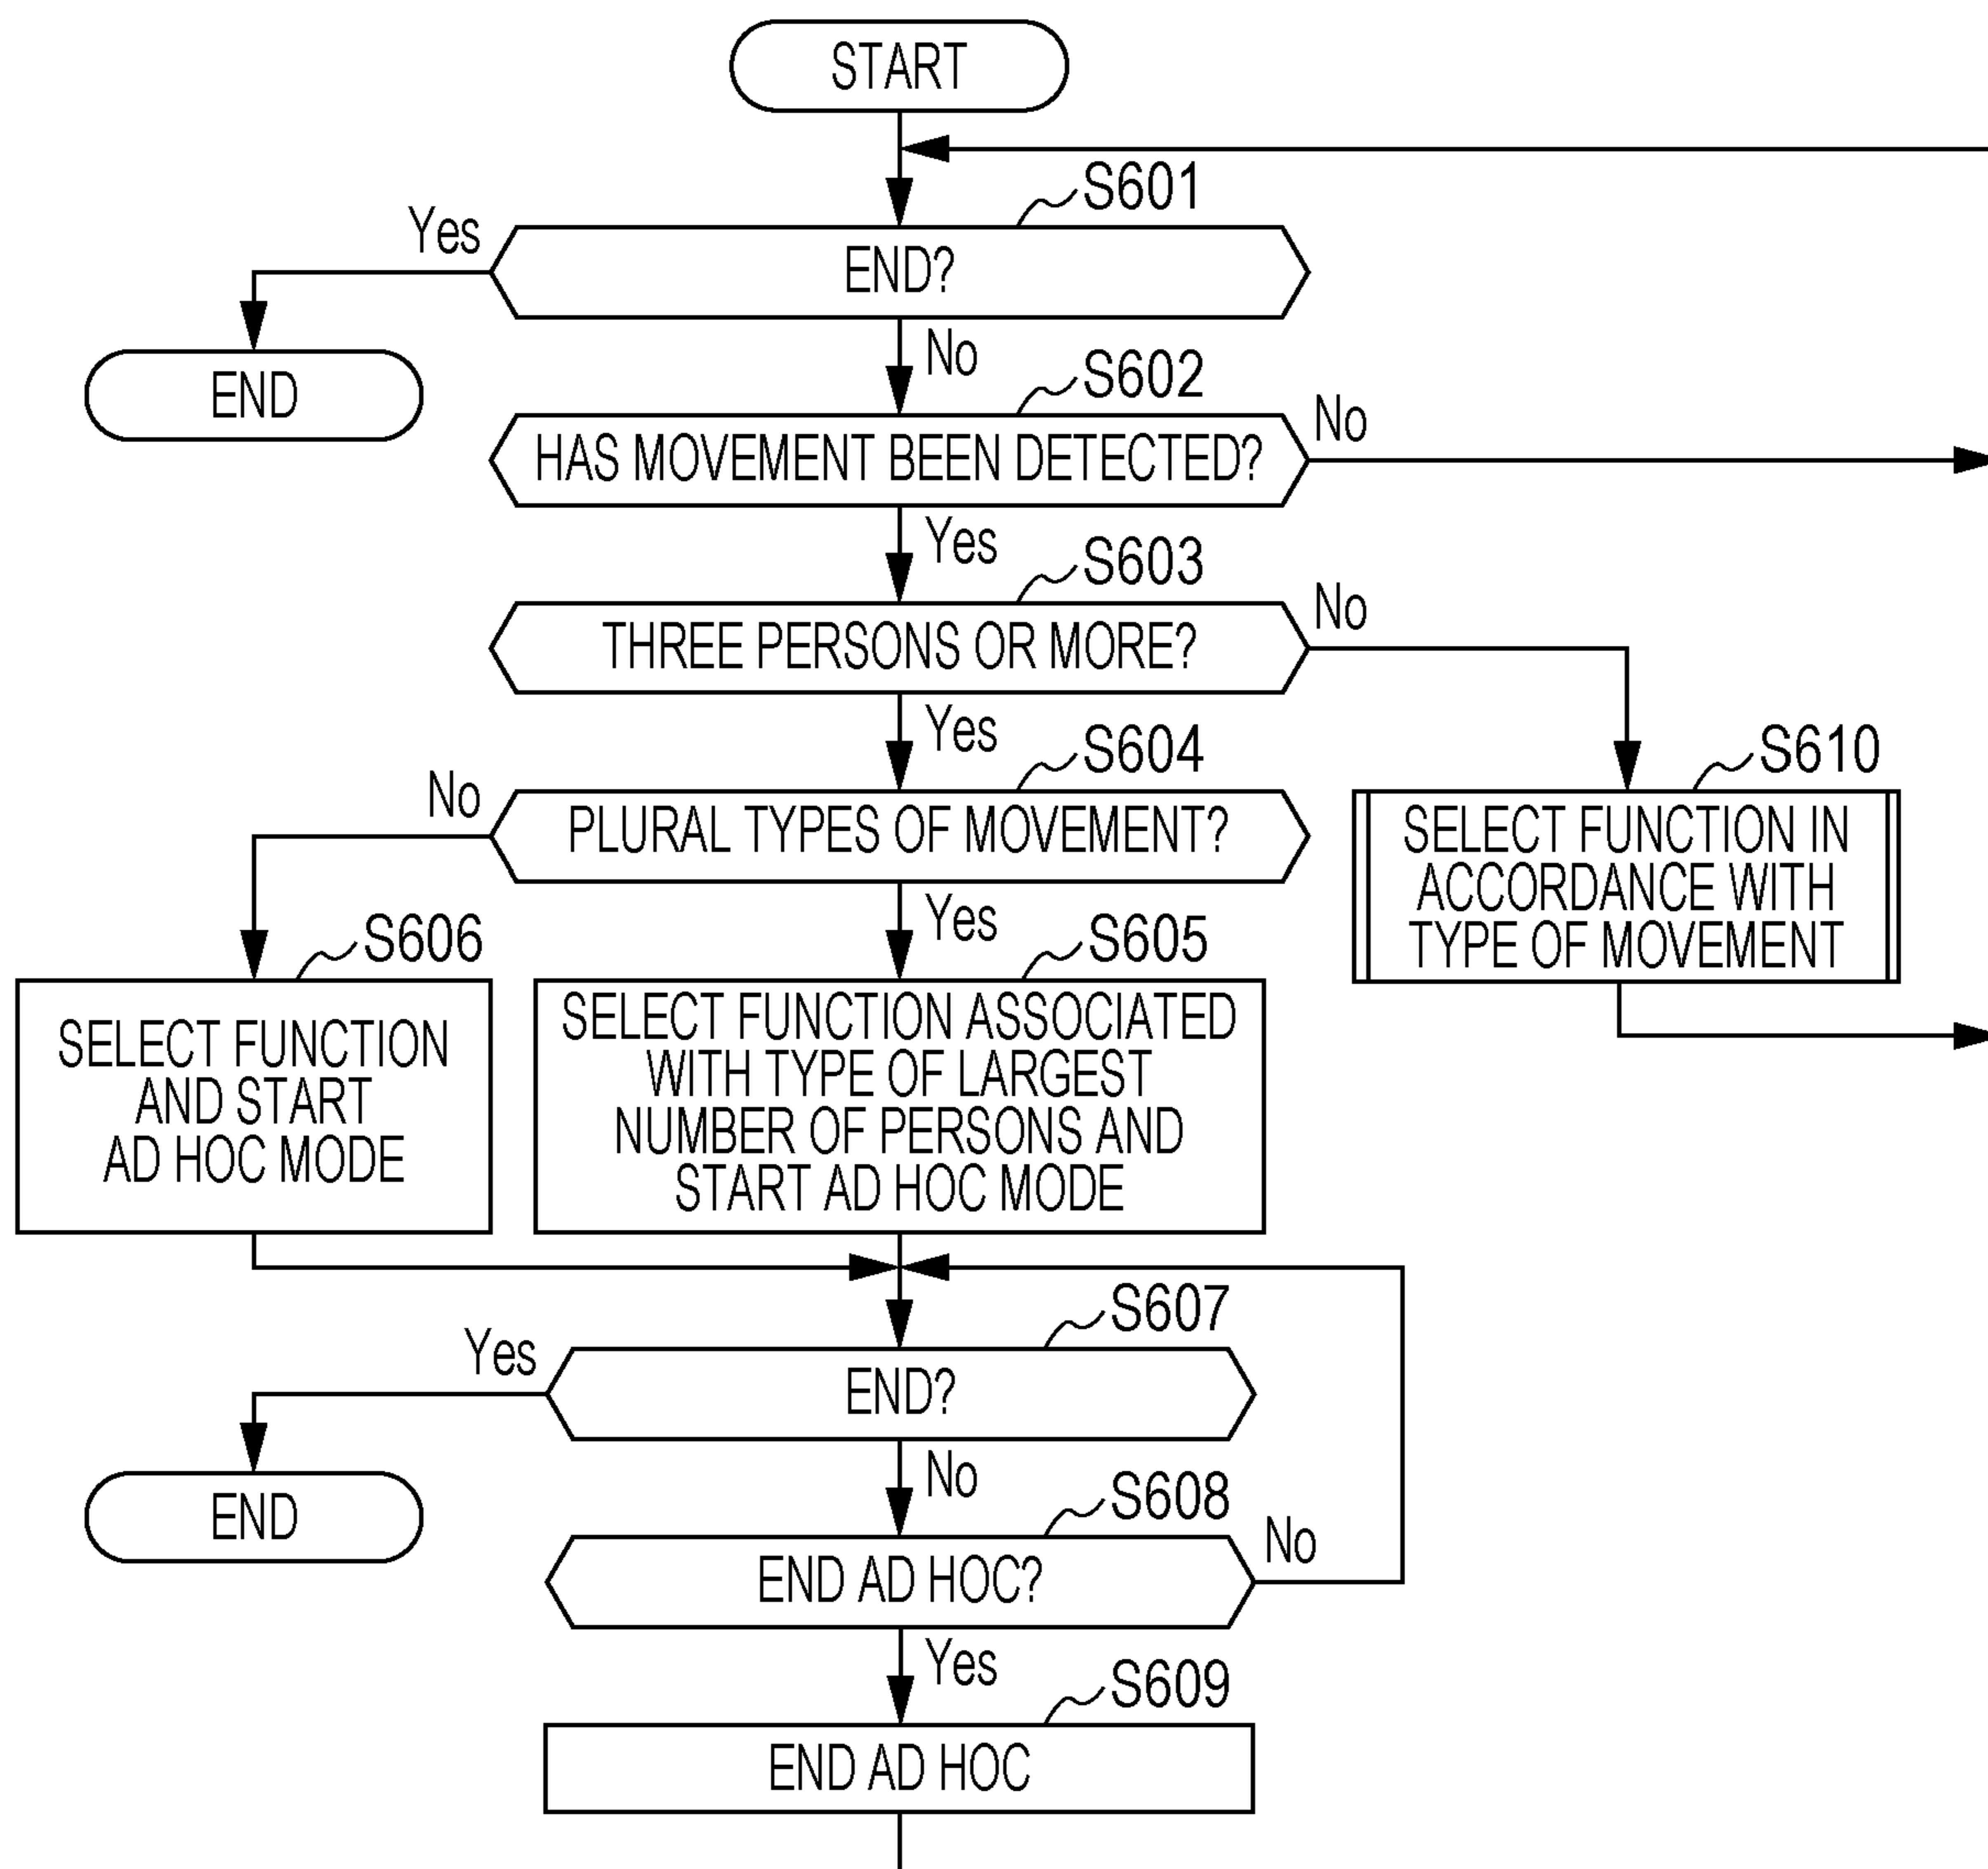 START
S601
Yes
END?
No
END
S602
HAS MOVEMENT BEEN DETECTED?
No
Yes
S603
THREE PERSONS OR MORE?
No
Yes
S604
No
PLURAL TYPES OF MOVEMENT?
S610
SELECT FUNCTION IN
ACCORDANCE WITH
TYPE OF MOVEMENT
Yes
S606
SELECT FUNCTION
AND START
AD HOC MODE
S605
SELECT FUNCTION ASSOCIATED
WITH TYPE OF LARGEST
NUMBER OF PERSONS AND
START AD HOC MODE
S607
Yes
END?
No
END
S608
END AD HOC?
No
Yes
S609
END AD HOC